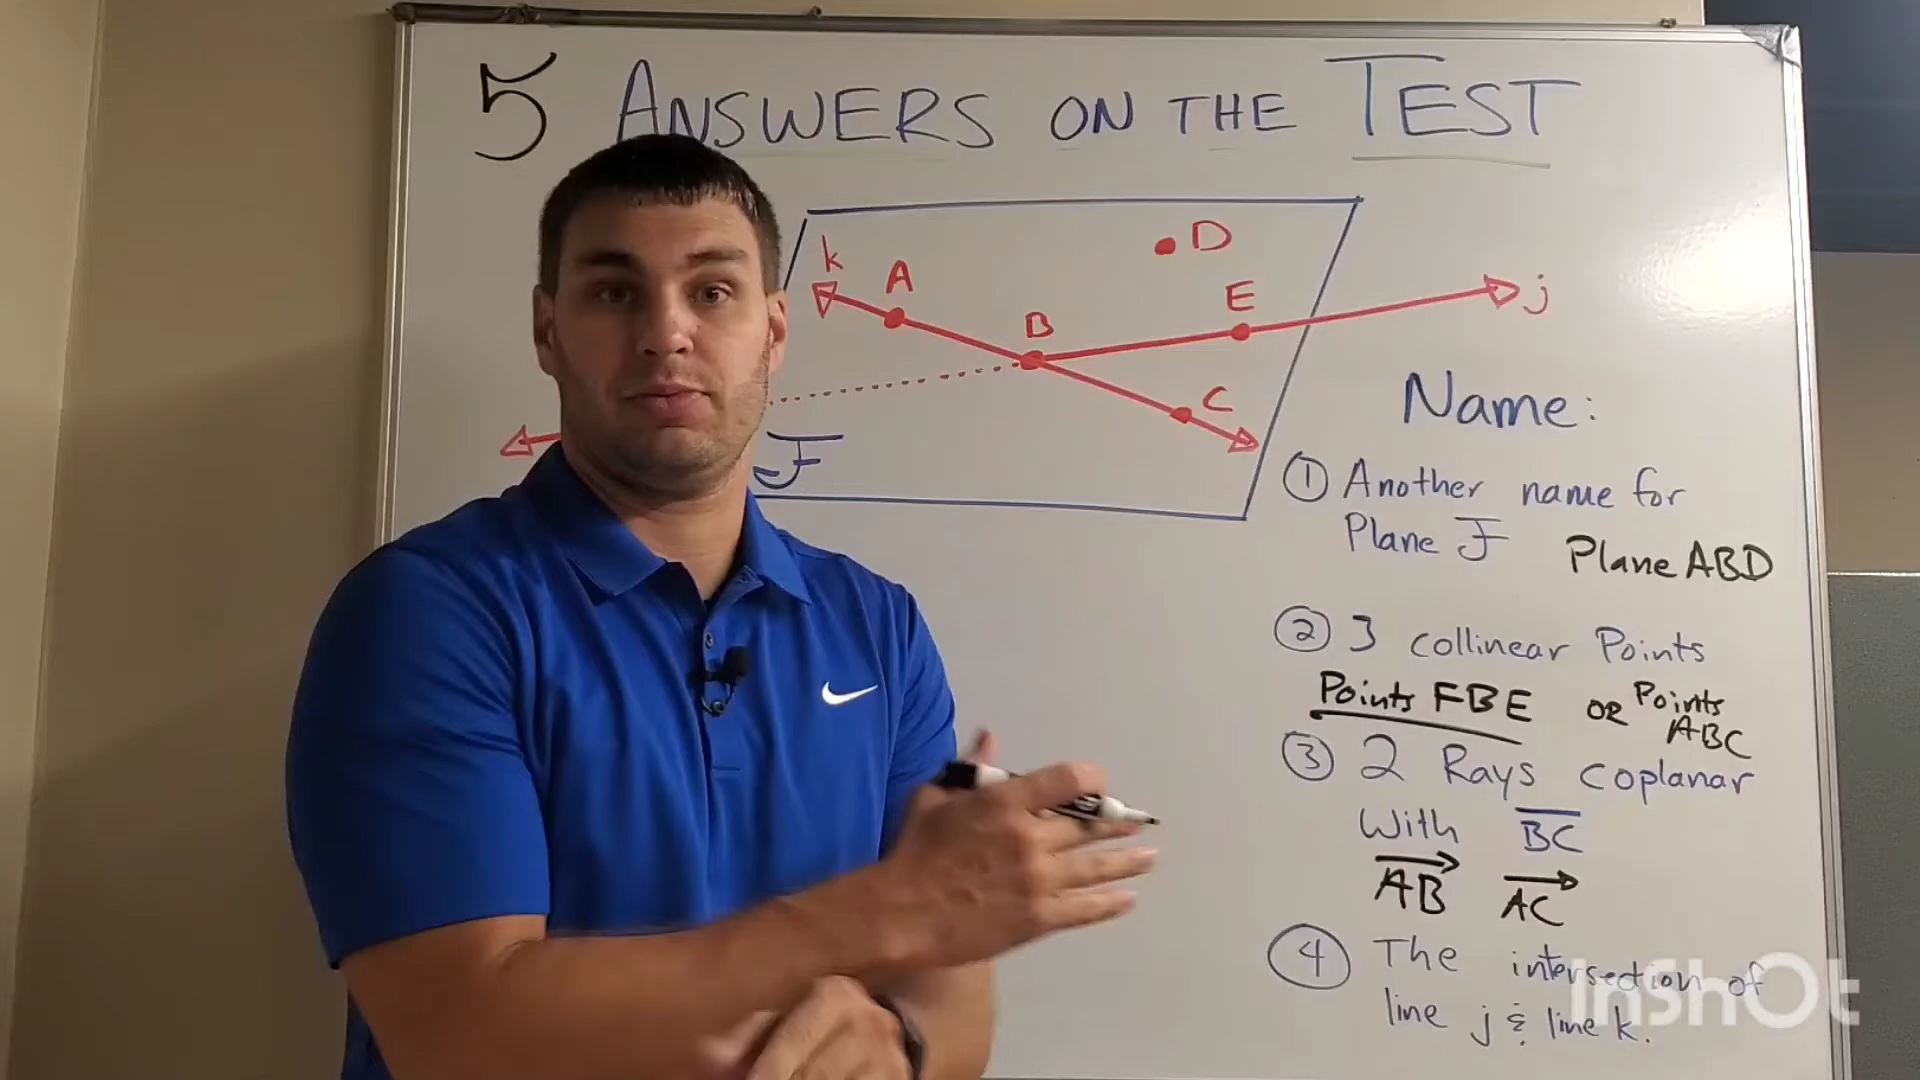 5 ANSWERS ON THE TEST
k
A
B
D
E
j
C
J
Name:
① Another name for
Plane J Plane ABD
② 3 collinear Points
Points FBE OR Points
ABC
③ 2 Rays coplanar
With BC
AB AC
④ The intersection of
line j & line k.
InShOt